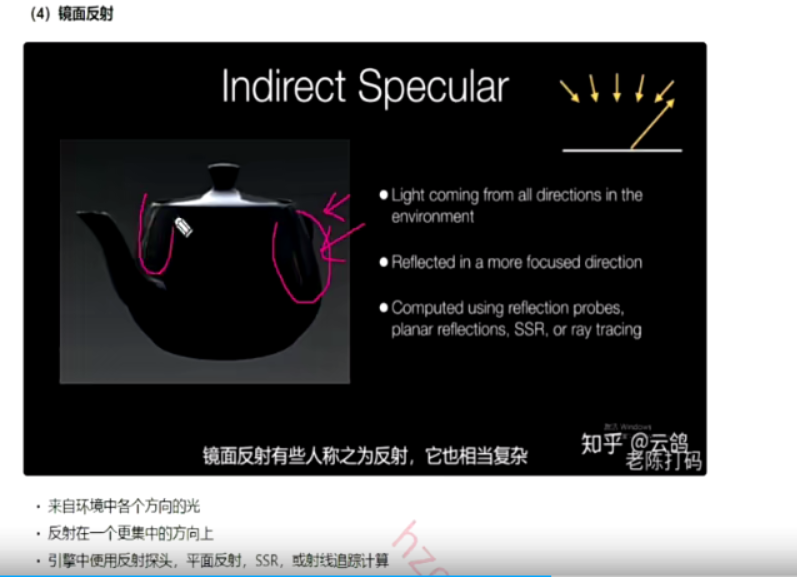 (4) 镜面反射
Indirect Specular
Light coming from all directions in the
environment
Reflected in a more focused direction
Computed using reflection probes,
planar reflections, SSR, or ray tracing
激活 Windows
知乎 @云鸽
老陈打码
镜面反射有些人称之为反射，它也相当复杂
• 来自环境中各个方向的光
• 反射在一个更集中的方向上
• 引擎中使用反射探头，平面反射，SSR，或射线追踪计算